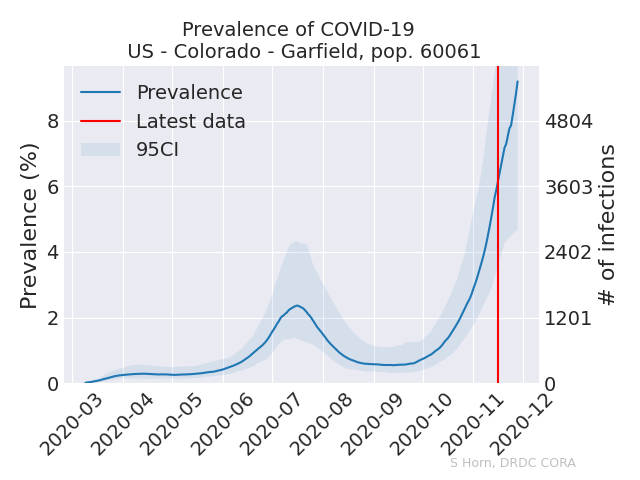 Prevalence of COVID-19
US - Colorado - Garfield, pop. 60061
Prevalence
Latest data
95CI
Prevalence (%)
8
6
4
2
0
4804
3603
2402
1201
0
# of infections
2020-03
2020-04
2020-05
2020-06
2020-07
2020-08
2020-09
2020-10
2020-11
2020-12
S Horn, DRDC CORA